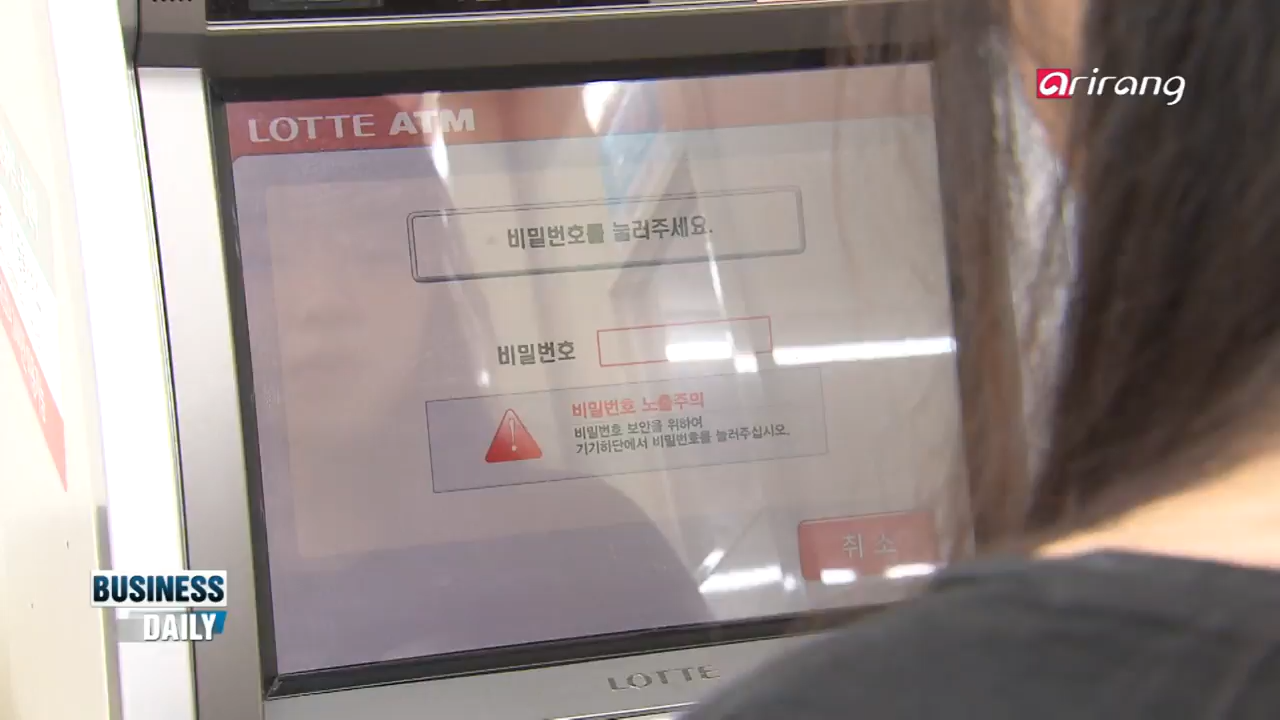 arirang
LOTTE ATM
비밀번호를 눌러주세요.
비밀번호
비밀번호 노출주의
비밀번호 보안을 위하여
기기하단에서 비밀번호를 눌러주십시오.
취 소
LOTTE
BUSINESS
DAILY